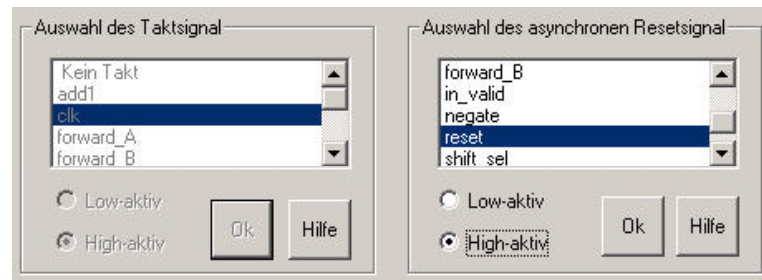 Auswahl des Taktsignal
Kein Takt
add1
clk
forward_A
forward_B
Low-aktiv
High-aktiv
Ok
Hilfe
Auswahl des asynchronen Resetsignal
forward_B
in_valid
negate
reset
shift_sel
Low-aktiv
High-aktiv
Ok
Hilfe